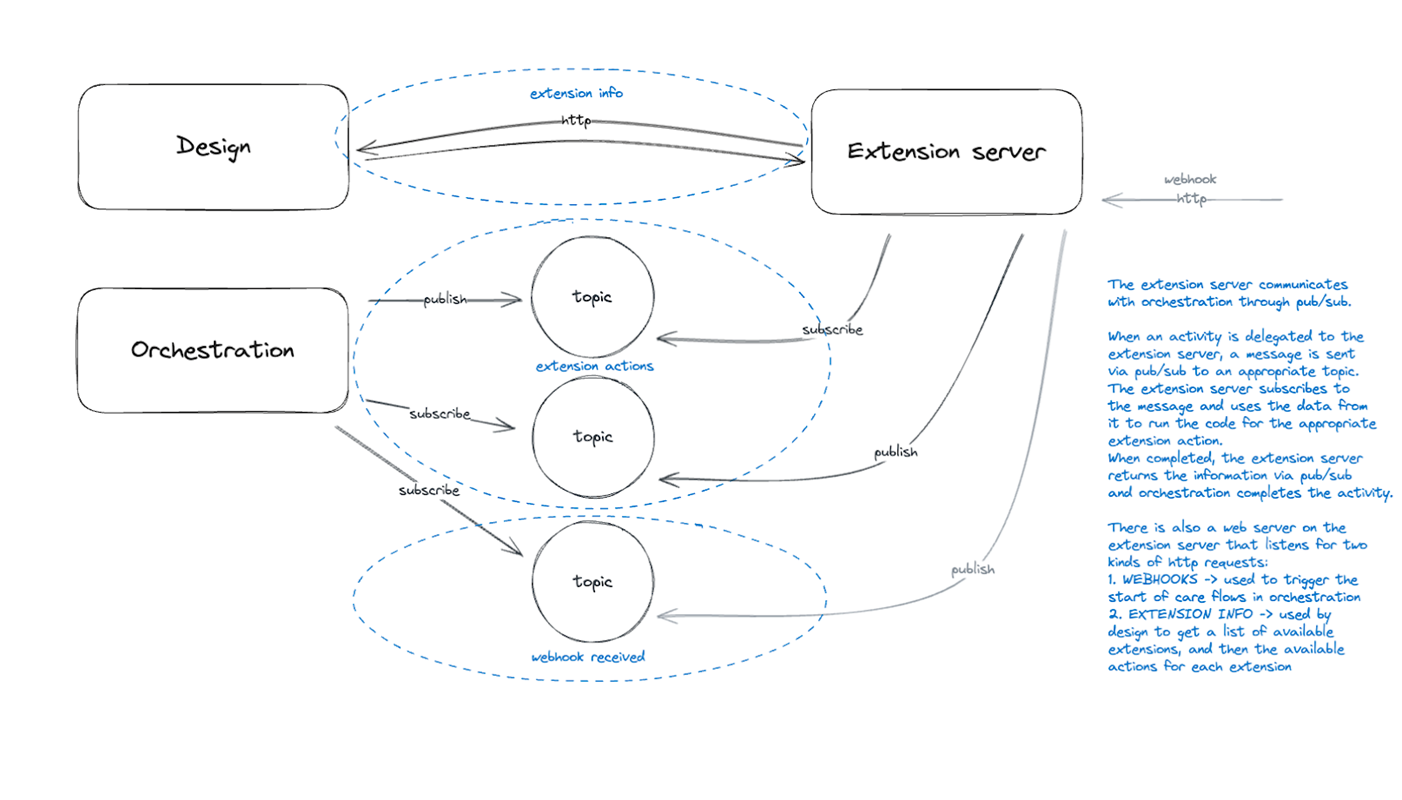 extension info
http
Design
Extension server
webhook
http
publish
topic
subscribe
Orchestration
extension actions
subscribe
topic
publish
subscribe
topic
publish
webhook received
The extension server communicates
with orchestration through pub/sub.
When an activity is delegated to the
extension server, a message is sent
via pub/sub to an appropriate topic.
The extension server subscribes to
the message and uses the data from
it to run the code for the appropriate
extension action.
When completed, the extension server
returns the information via pub/sub
and orchestration completes the activity.
There is also a web server on the
extension server that listens for two
kinds of http requests:
1. WEBHOOKS -> used to trigger the
start of care flows in orchestration
2. EXTENSION INFO -> used by
design to get a list of available
extensions, and then the available
actions for each extension